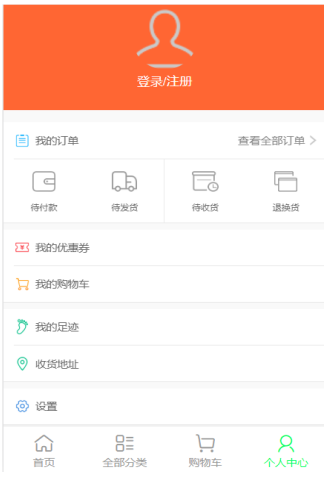 登录/注册
我的订单 查看全部订单
待付款 待发货 待收货 退换货
我的优惠券
我的购物车
我的足迹
收货地址
设置
首页 全部分类 购物车 个人中心